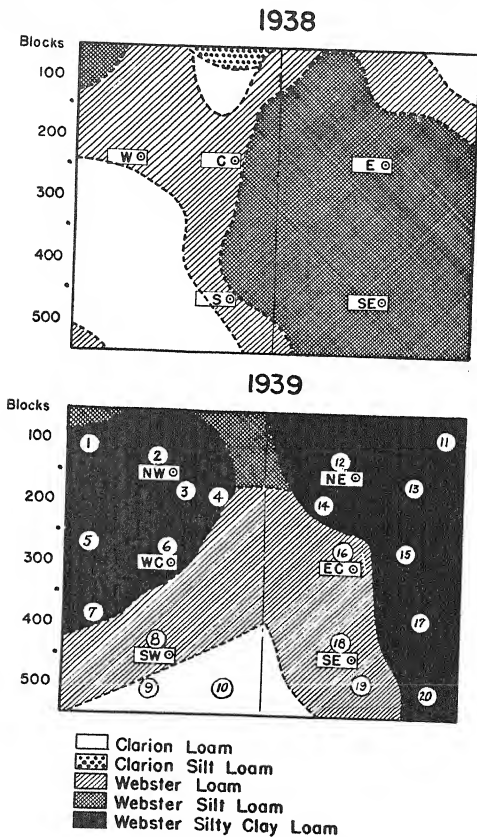 1938
Blocks
100
200
W
C
E
300
400
S
SE
500
1939
Blocks
100
1
2
11
12
NW
NE
13
200
3
4
14
5
6
16
15
300
WC
EC
400
7
17
8
18
SW
SE
500
9
10
19
20
Clarion Loam
Clarion Silt Loam
Webster Loam
Webster Silt Loam
Webster Silty Clay Loam